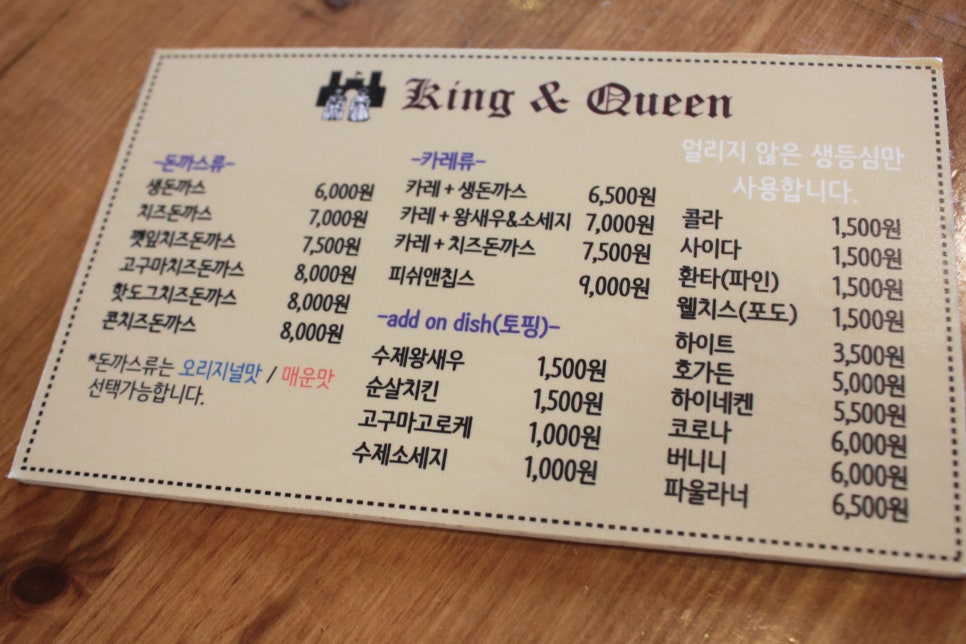 King & Queen
-돈까스류-
생돈까스 6,000원
치즈돈까스 7,000원
깻잎치즈돈까스 7,500원
고구마치즈돈까스 8,000원
핫도그치즈돈까스 8,000원
콘치즈돈까스 8,000원
*돈까스류는 오리지널맛 / 매운맛
선택가능합니다.
-카레류-
카레 + 생돈까스 6,500원
카레 + 왕새우&소세지 7,000원
카레 + 치즈돈까스 7,500원
피쉬앤칩스 9,000원
-add on dish(토핑)-
수제왕새우 1,500원
순살치킨 1,500원
고구마고로케 1,000원
수제소세지 1,000원
얼리지 않은 생등심만
사용합니다.
콜라 1,500원
사이다 1,500원
환타(파인) 1,500원
웰치스(포도) 1,500원
하이트 3,500원
호가든 5,000원
하이네켄 5,500원
코로나 6,000원
버니니 6,000원
파울라너 6,500원